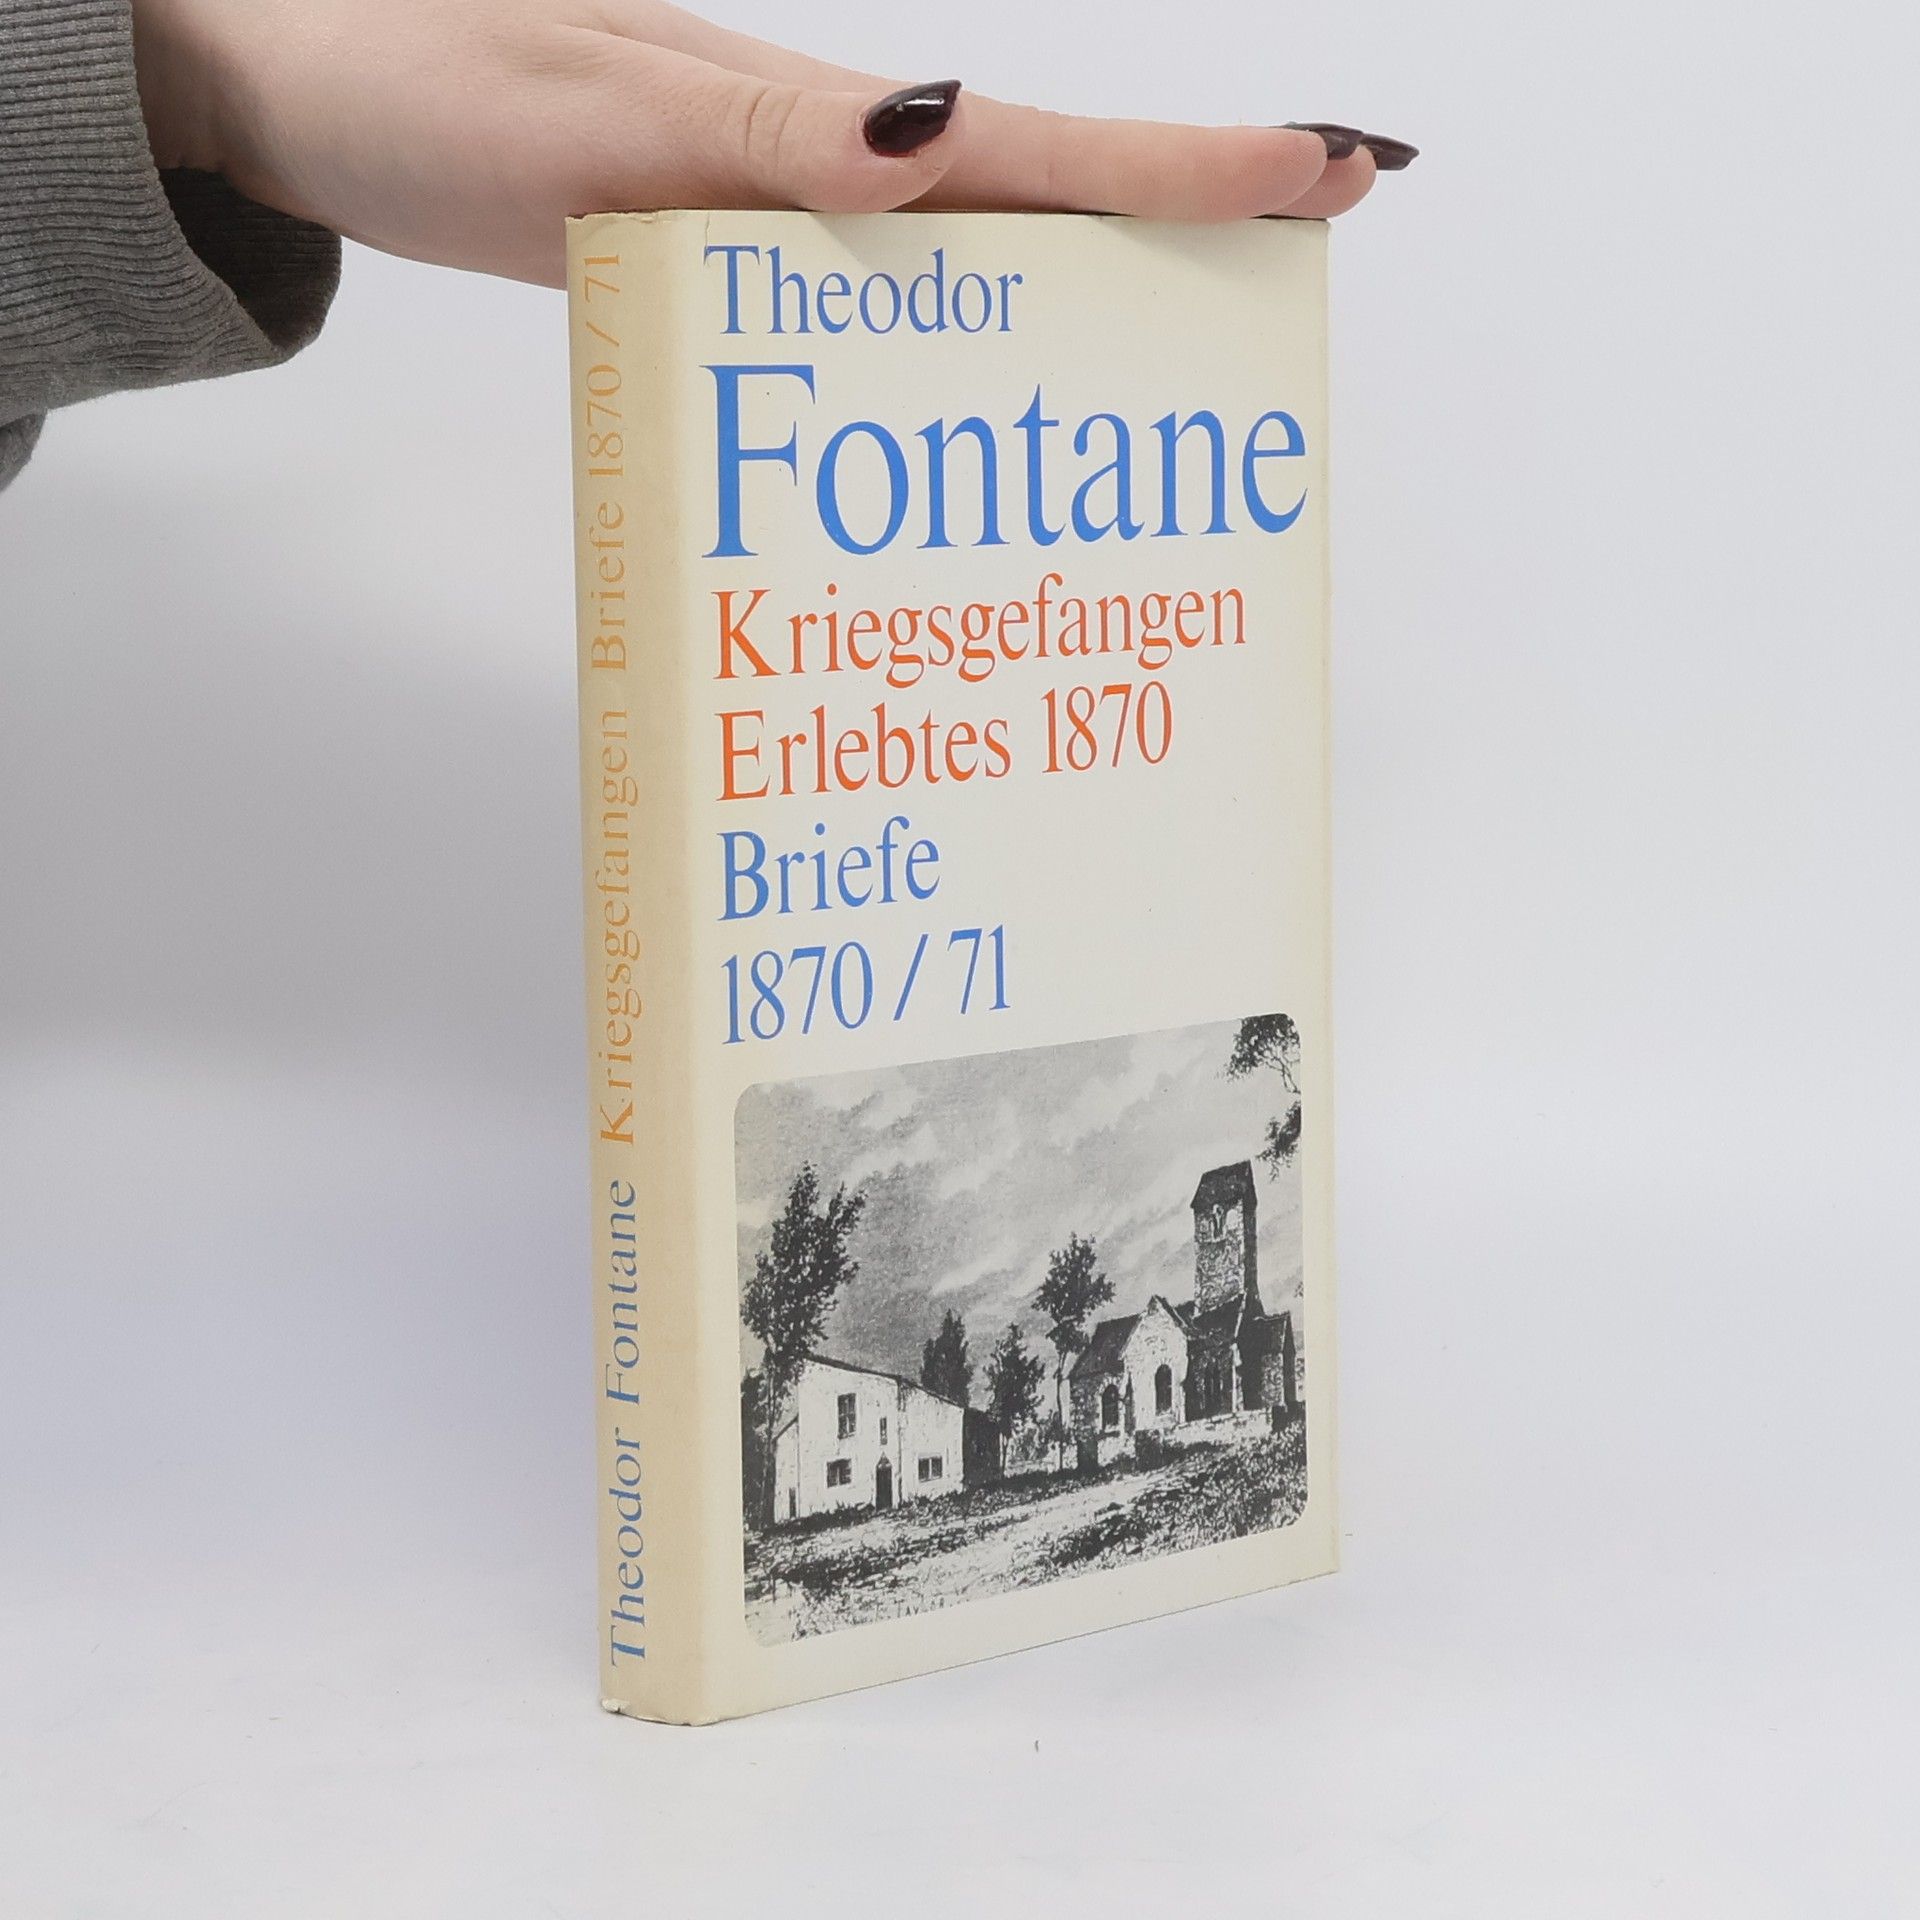 Theodor
Fontane
Kriegsgefangen
Erlebtes 1870
Briefe
1870/71
Theodor Fontane Kriegsgefangen Briefe 1870/71